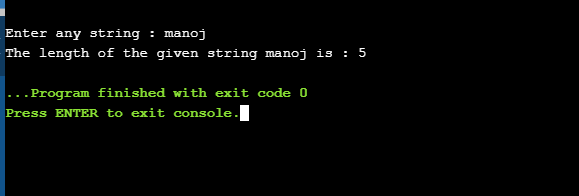 Enter any string : manoj
The length of the given string manoj is : 5
...Program finished with exit code 0
Press ENTER to exit console.